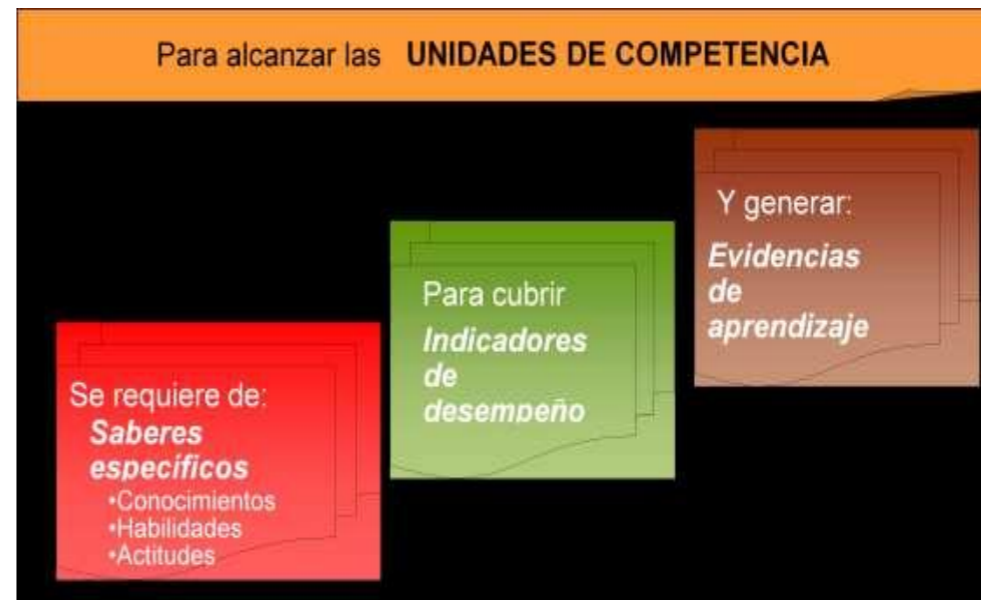 Para alcanzar las UNIDADES DE COMPETENCIA
Se requiere de:
Saberes
específicos
•Conocimientos
•Habilidades
•Actitudes
Para cubrir
Indicadores
de
desempeño
Y generar:
Evidencias
de
aprendizaje